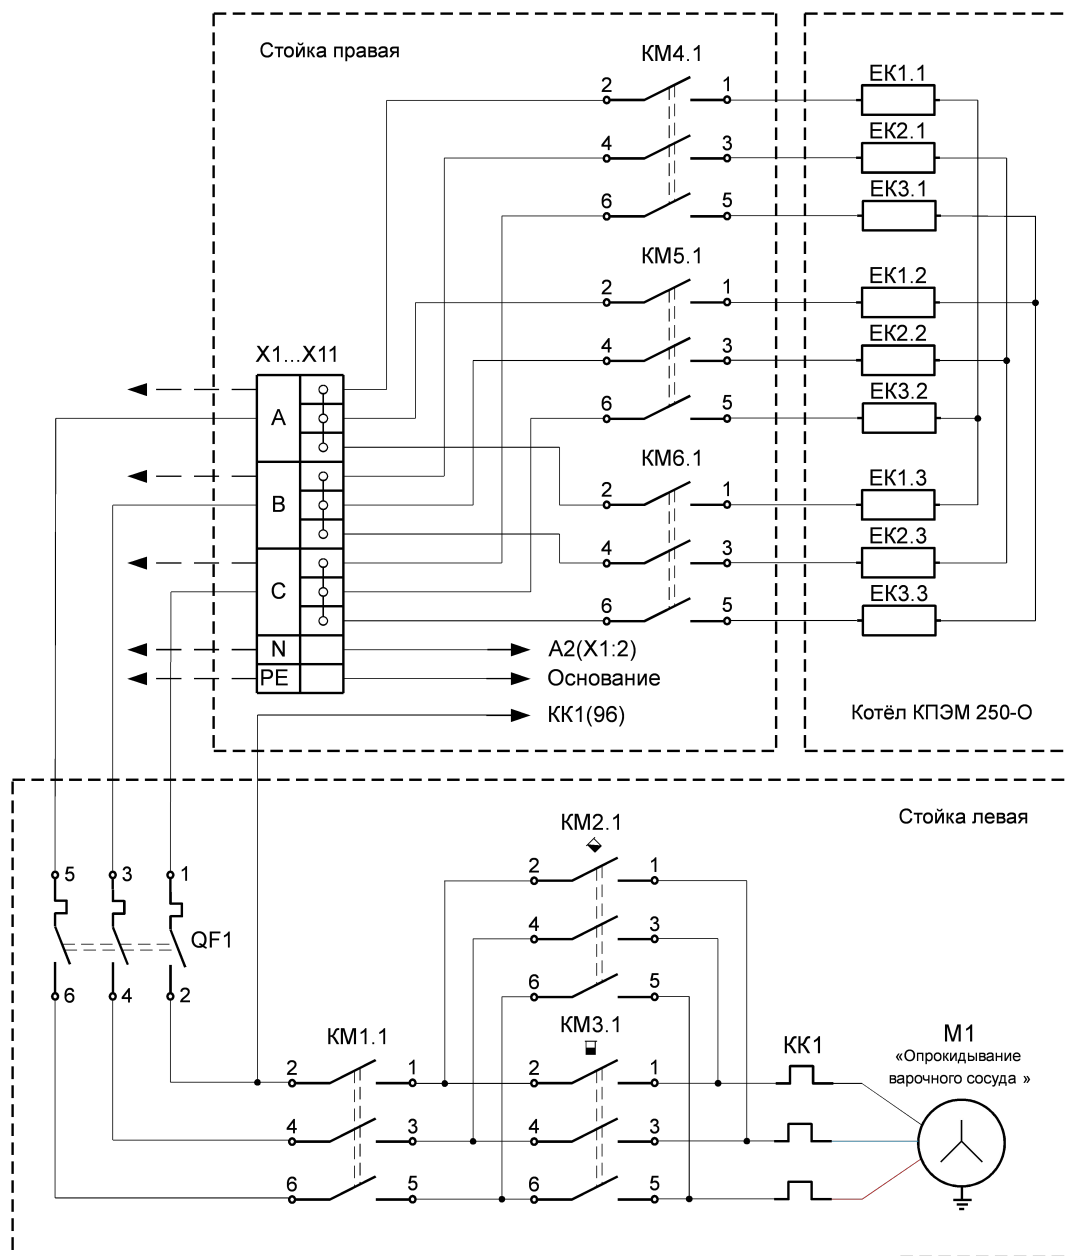 Стойка правая
КМ4.1
2 1
ЕК1.1
4 3
ЕК2.1
6 5
ЕК3.1
КМ5.1
2 1
ЕК1.2
4 3
ЕК2.2
6 5
ЕК3.2
Х1...Х11
А
КМ6.1
2 1
ЕК1.3
В
4 3
ЕК2.3
С
6 5
ЕК3.3
N
А2(Х1:2)
РЕ
Основание
КК1(96)
Котёл КПЭМ 250-О
Стойка левая
КМ2.1
2 1
5 3 1
4 3
QF1
6 5
6 4 2
КМ3.1
КМ1.1
КК1
М1
«Опрокидывание
варочного сосуда »
2 1 2 1
4 3 4 3
6 5 6 5